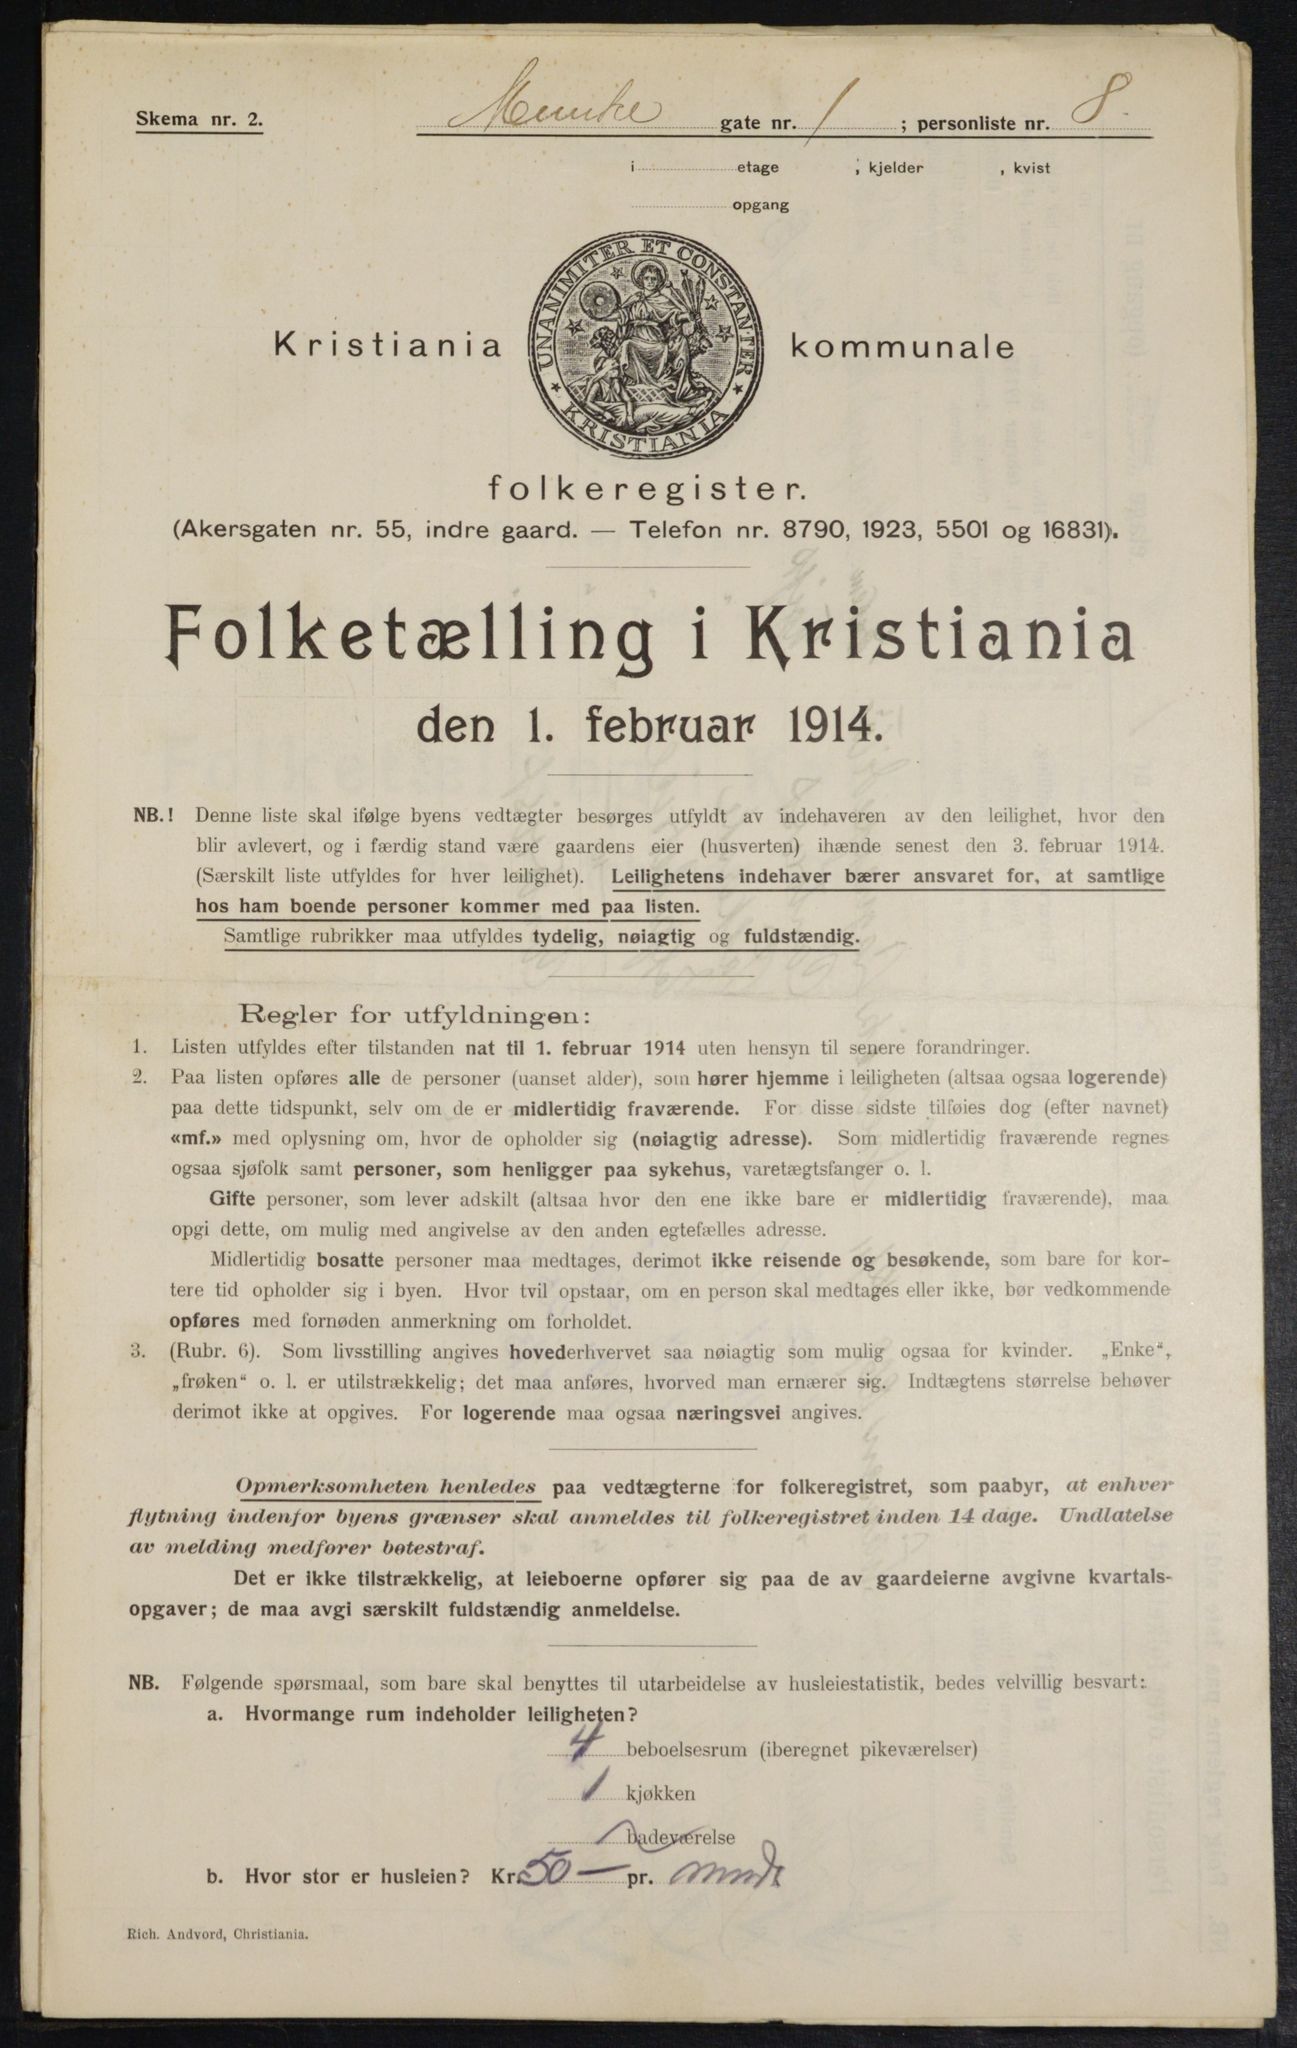 Skema nr. 2.
Munke gate nr. 1 ; personliste nr. 8.
i etage , kjelder , kvist
opgang
UNANIMITER ET CONSTANTER
KRISTIANIA
Kristiania kommunale
folkeregister.
(Akersgaten nr. 55, indre gaard. — Telefon nr. 8790, 1923, 5501 og 16831).
Folketælling i Kristiania
den 1. februar 1914.
NB.! Denne liste skal ifølge byens vedtægter besørges utfyldt av indehaveren av den leilighet, hvor den
blir avlevert, og i færdig stand være gaardens eier (husverten) ihænde senest den 3. februar 1914.
(Særskilt liste utfyldes for hver leilighet). Leilighetens indehaver bærer ansvaret for, at samtlige
hos ham boende personer kommer med paa listen.
Samtlige rubrikker maa utfyldes tydelig, nøiagtig og fuldstændig.
Regler for utfyldningen:
1. Listen utfyldes efter tilstanden nat til 1. februar 1914 uten hensyn til senere forandringer.
2. Paa listen opføres alle de personer (uanset alder), som hører hjemme i leiligheten (altsaa ogsaa logerende)
paa dette tidspunkt, selv om de er midlertidig fraværende. For disse sidste tilføies dog (efter navnet)
«mf.» med oplysning om, hvor de opholder sig (nøiagtig adresse). Som midlertidig fraværende regnes
ogsaa sjøfolk samt personer, som henligger paa sykehus, varetægtsfanger o. l.
Gifte personer, som lever adskilt (altsaa hvor den ene ikke bare er midlertidig fraværende), maa
opgi dette, om mulig med angivelse av den anden egtefælles adresse.
Midlertidig bosatte personer maa medtages, derimot ikke reisende og besøkende, som bare for kor-
tere tid opholder sig i byen. Hvor tvil opstaar, om en person skal medtages eller ikke, bør vedkommende
opføres med fornøden anmerkning om forholdet.
3. (Rubr. 6). Som livsstilling angives hovederhvervet saa nøiagtig som mulig ogsaa for kvinder. „Enke“,
„frøken“ o. l. er utilstrækkelig; det maa anføres, hvorved man ernærer sig. Indtægtens størrelse behøver
derimot ikke at opgives. For logerende maa ogsaa næringsvei angives.
Opmerksomheten henledes paa vedtægterne for folkeregistret, som paabyr, at enhver
flytning indenfor byens grænser skal anmeldes til folkeregistret inden 14 dage. Undlatelse
av melding medfører bøtestraf.
Det er ikke tilstrækkelig, at leieboerne opfører sig paa de av gaardeierne avgivne kvartals-
opgaver; de maa avgi særskilt fuldstændig anmeldelse.
NB. Følgende spørsmaal, som bare skal benyttes til utarbeidelse av husleiestatistik, bedes velvillig besvart:
a. Hvormange rum indeholder leiligheten?
4 beboelsesrum (iberegnet pikeværelser)
1 kjøkken
badeværelse
b. Hvor stor er husleien? Kr. 50 — pr. Mndt
Rich. Andvord, Christiania.